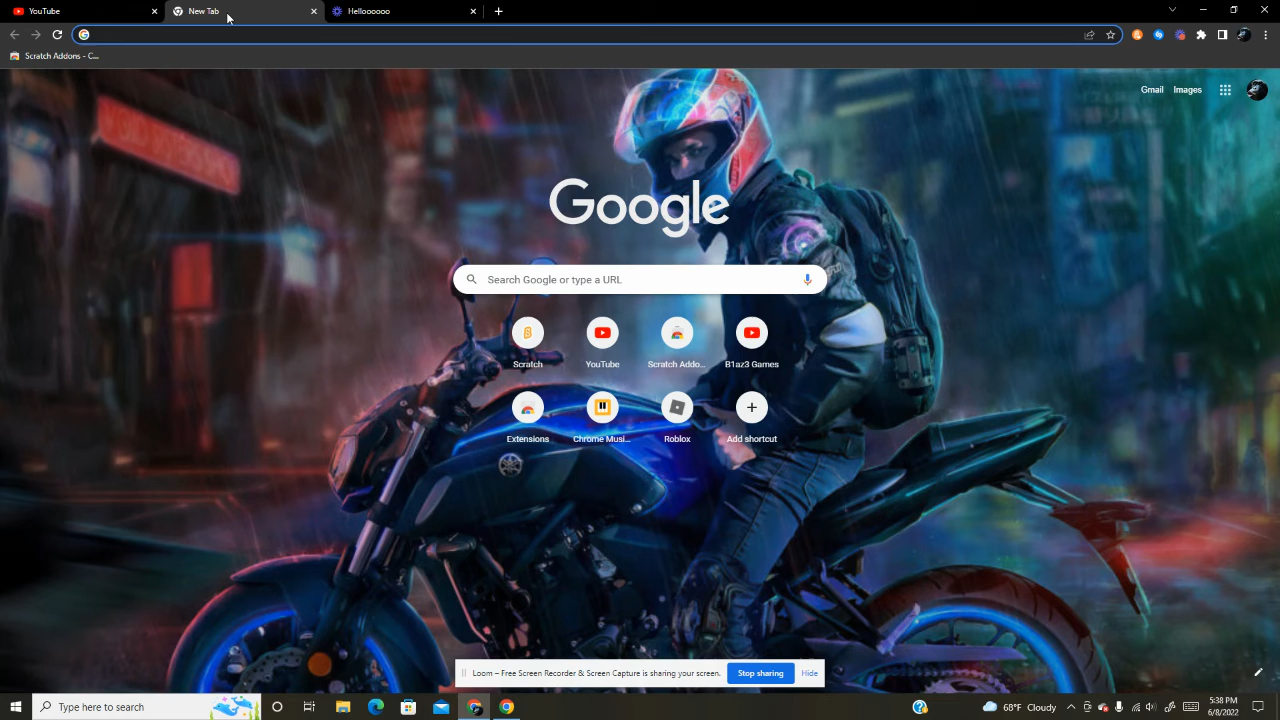 YouTube
New Tab
Helloooooo
Scratch Addons - C...
Gmail
Images
Google
Search Google or type a URL
Scratch
YouTube
Scratch Addo...
B1az3 Games
Extensions
Chrome Musi...
Roblox
Add shortcut
Loom – Free Screen Recorder & Screen Capture is sharing your screen.
Stop sharing
Hide
Type here to search
68°F Cloudy
5:38 PM
6/8/2022